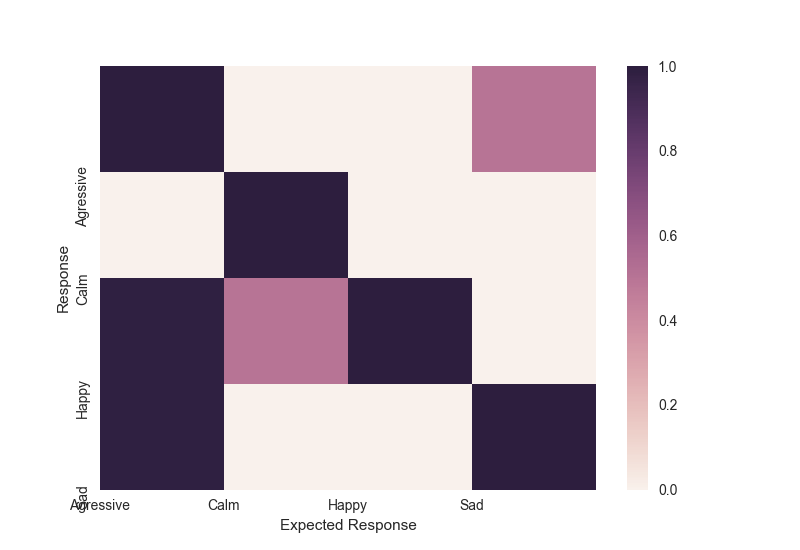 1.0
0.8
0.6
0.4
0.2
0.0
Response
Agressive
Calm
Happy
Sad
Agressive Calm Happy Sad
Expected Response